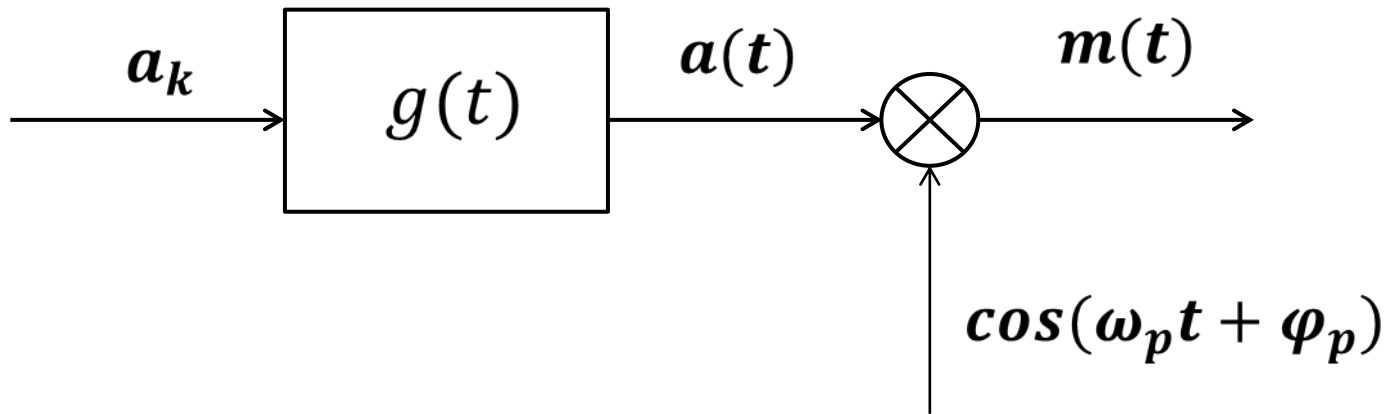 a_k
g(t)
a(t)
m(t)
cos(ω_p t + φ_p)